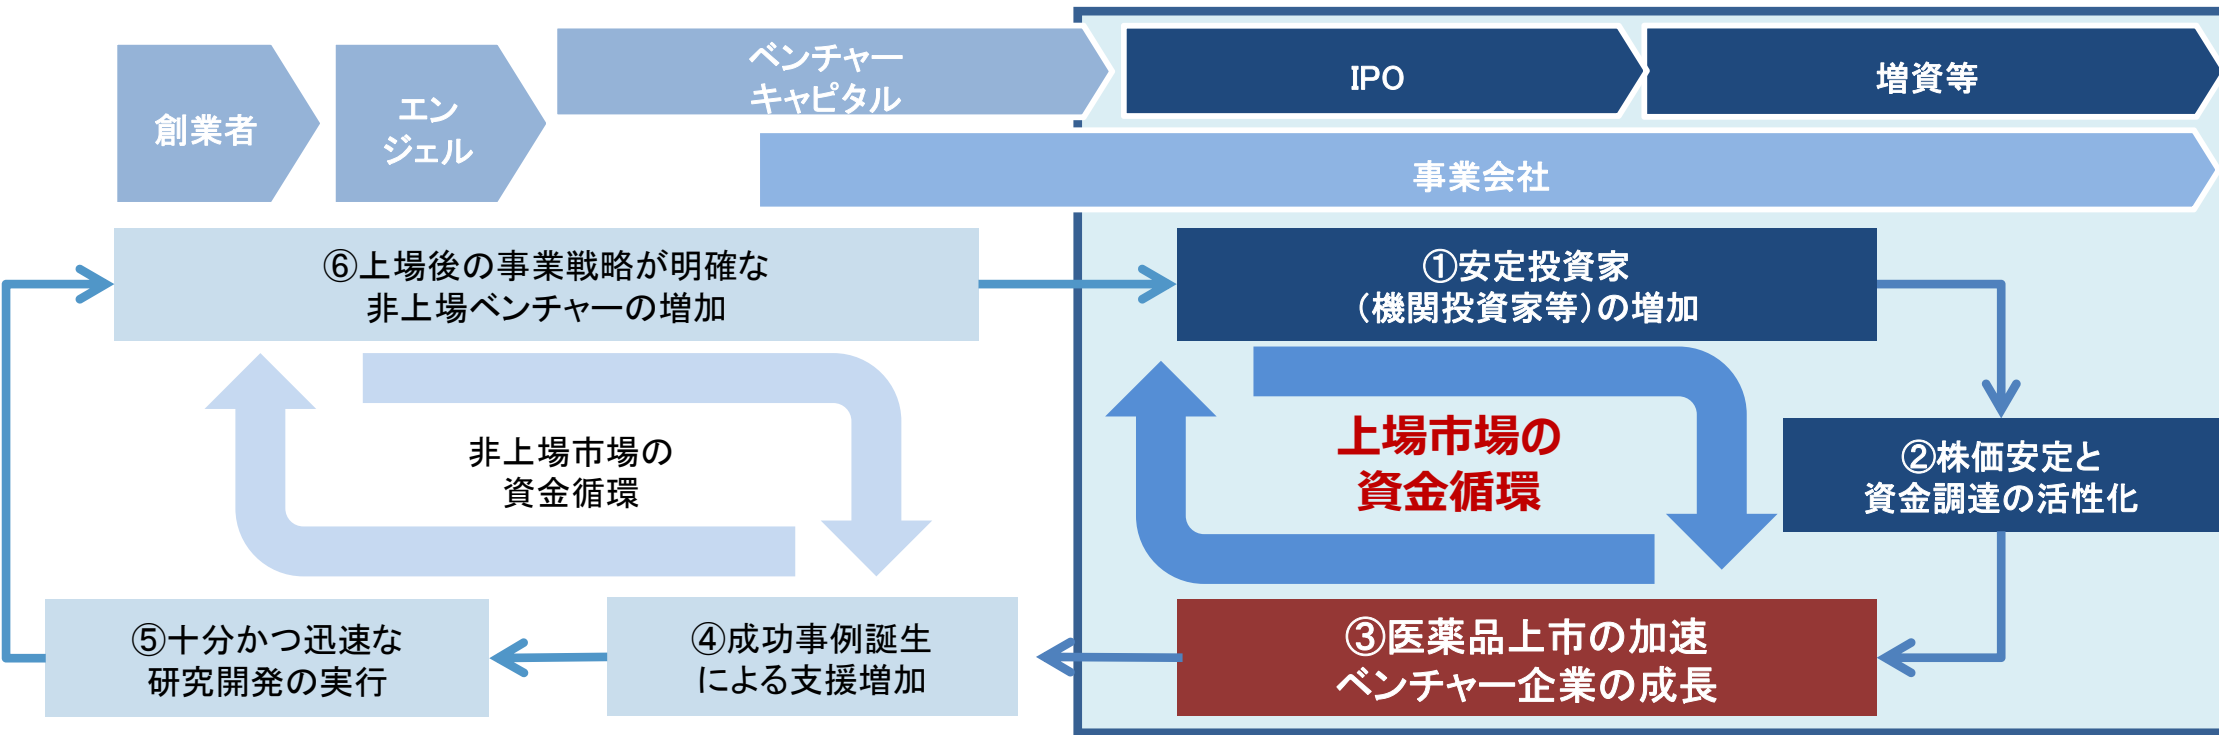 創業者
エン
ジェル
ベンチャー
キャピタル
IPO
増資等
事業会社
⑥上場後の事業戦略が明確な
非上場ベンチャーの増加
①安定投資家
（機関投資家等）の増加
非上場市場の
資金循環
上場市場の
資金循環
②株価安定と
資金調達の活性化
⑤十分かつ迅速な
研究開発の実行
④成功事例誕生
による支援増加
③医薬品上市の加速
ベンチャー企業の成長